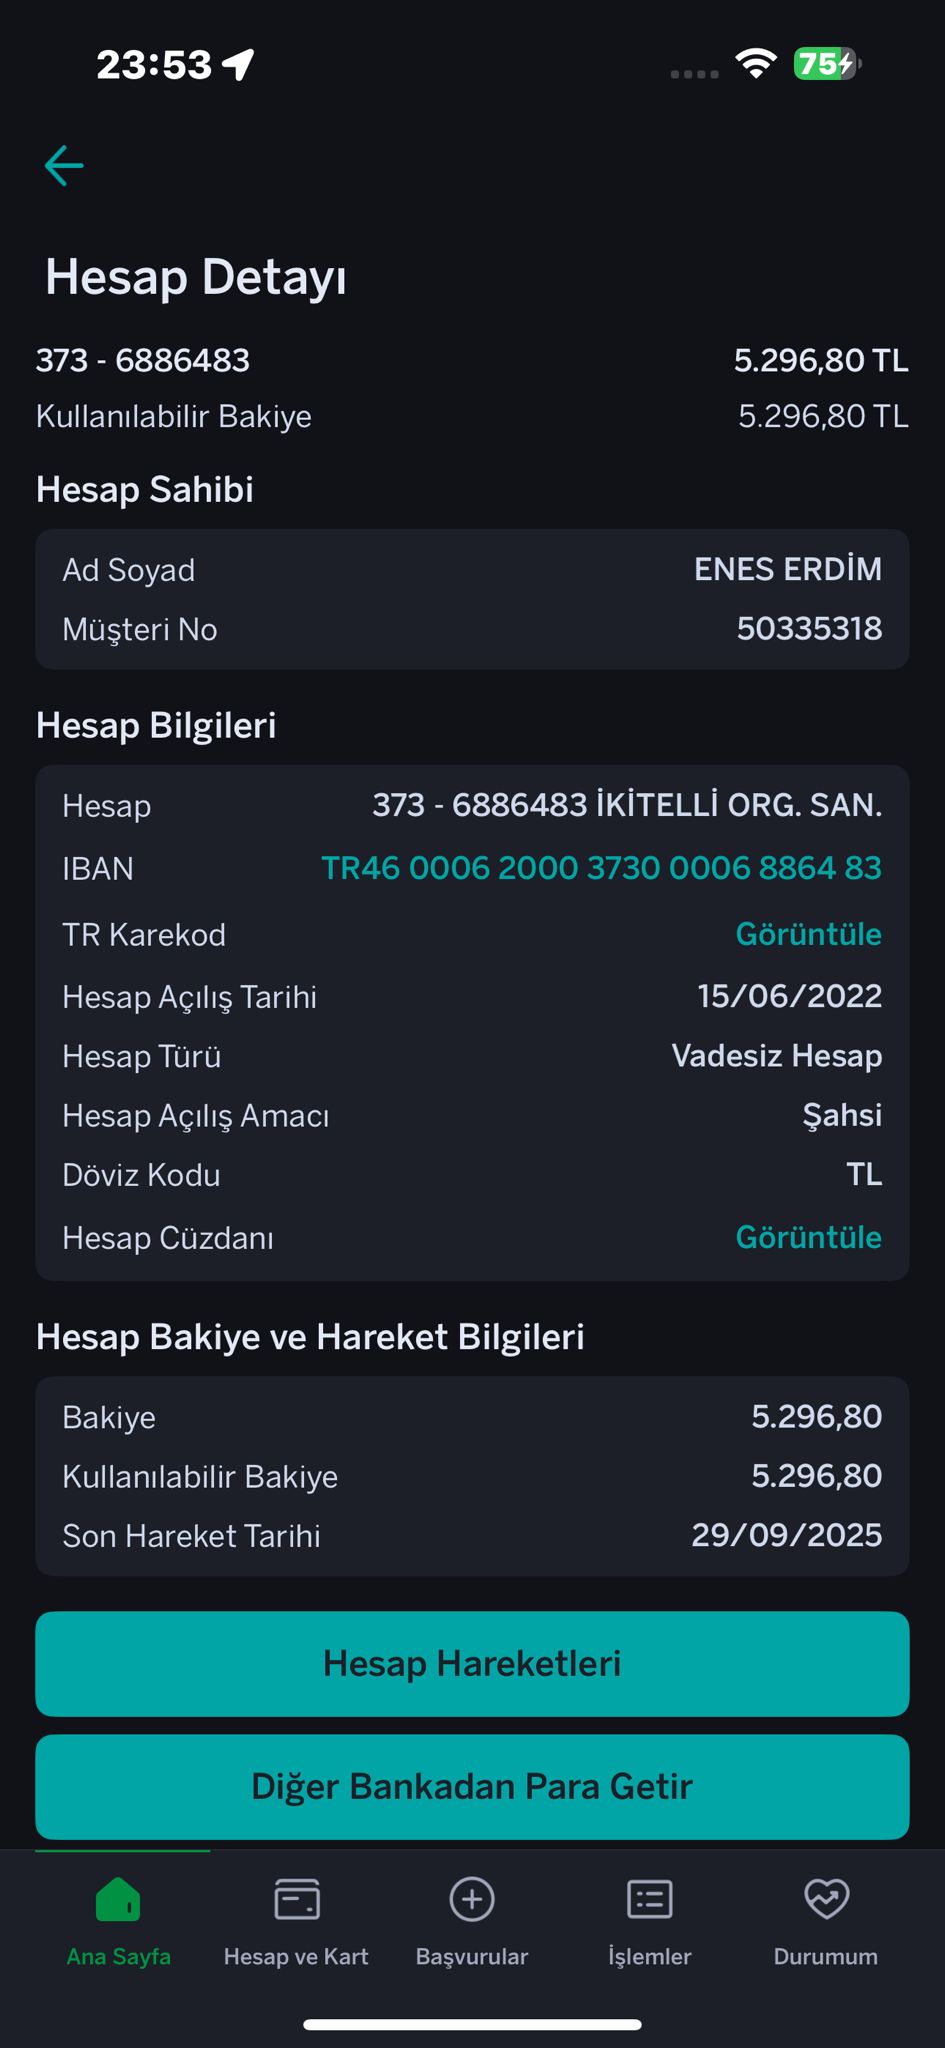 23:53
75
Hesap Detayı
373 - 6886483 5.296,80 TL
Kullanılabilir Bakiye 5.296,80 TL
Hesap Sahibi
Ad Soyad ENES ERDİM
Müşteri No 50335318
Hesap Bilgileri
Hesap 373 - 6886483 İKİTELLİ ORG. SAN.
IBAN TR46 0006 2000 3730 0006 8864 83
TR Karekod Görüntüle
Hesap Açılış Tarihi 15/06/2022
Hesap Türü Vadesiz Hesap
Hesap Açılış Amacı Şahsi
Döviz Kodu TL
Hesap Cüzdanı Görüntüle
Hesap Bakiye ve Hareket Bilgileri
Bakiye 5.296,80
Kullanılabilir Bakiye 5.296,80
Son Hareket Tarihi 29/09/2025
Hesap Hareketleri
Diğer Bankadan Para Getir
Ana Sayfa Hesap ve Kart Başvurular İşlemler Durumum